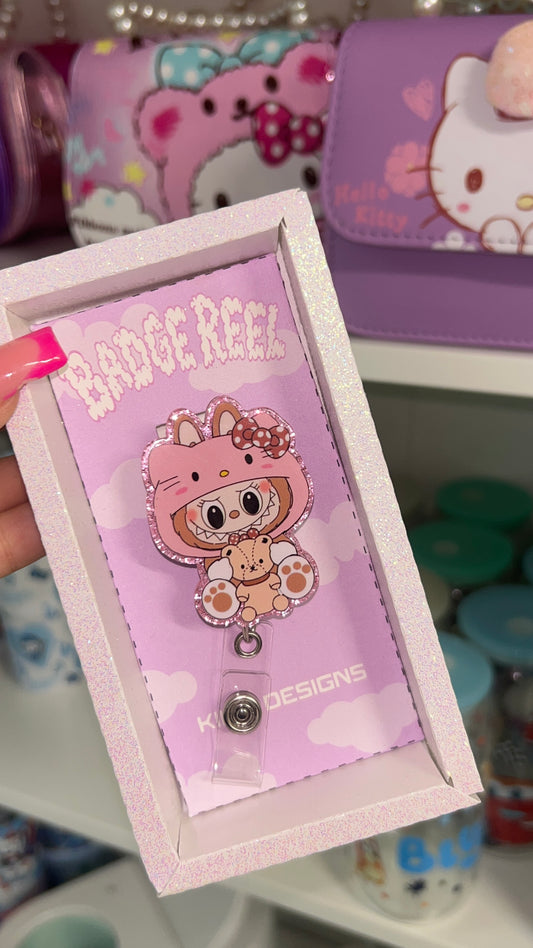 Hello
Kitty
BADGE REEL
DESIGNS